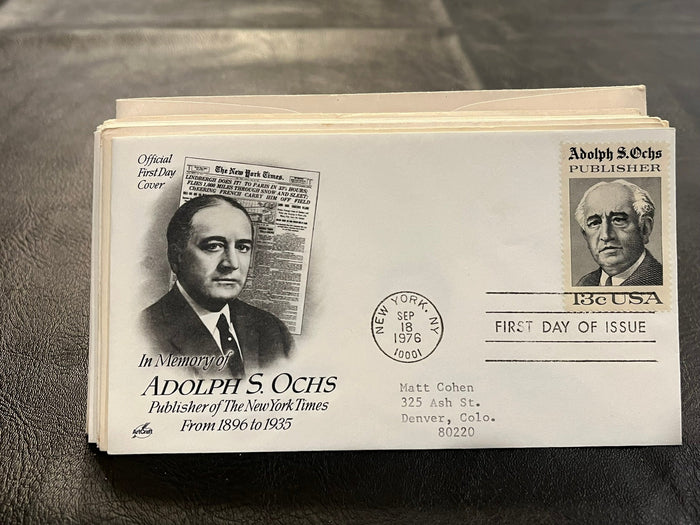 Official
First Day
Cover
The New York Times.
LINDBERGH DOES IT! TO PARIS IN 33½ HOURS;
FLIES 1,000 MILES THROUGH SNOW AND SLEET;
CHEERING FRENCH CARRY HIM OFF FIELD
In Memory of
ADOLPH S. OCHS
Publisher of The New York Times
From 1896 to 1935
ArtCraft
NEW YORK, NY
SEP
18
1976
10001
Adolph S. Ochs
PUBLISHER
13c USA
FIRST DAY OF ISSUE
Matt Cohen
325 Ash St.
Denver, Colo.
80220